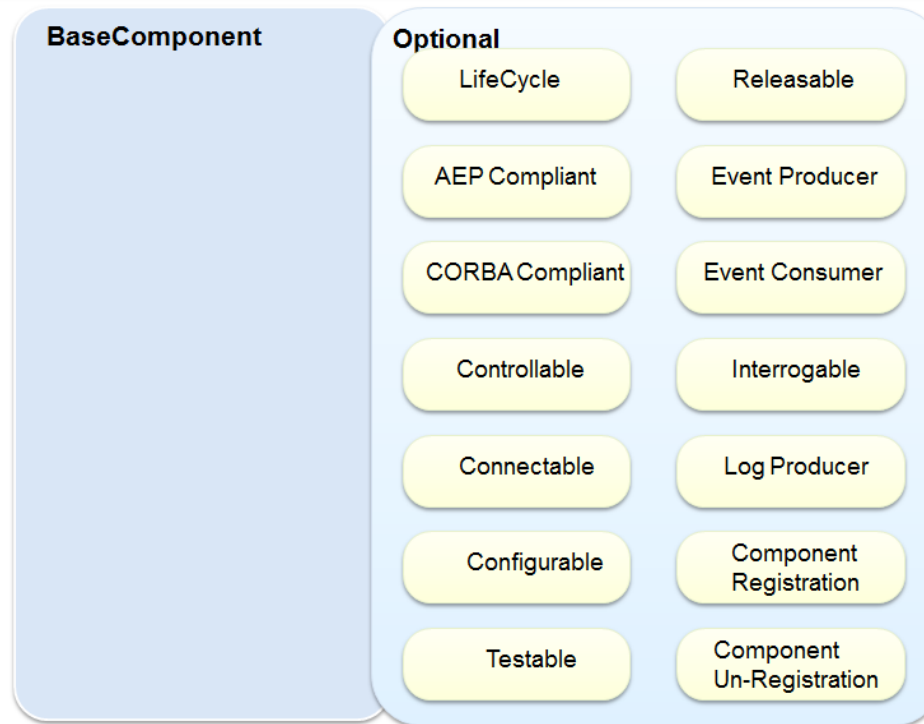 BaseComponent
Optional
LifeCycle
Releasable
AEP Compliant
Event Producer
CORBA Compliant
Event Consumer
Controllable
Interrogable
Connectable
Log Producer
Configurable
Component
Registration
Testable
Component
Un-Registration